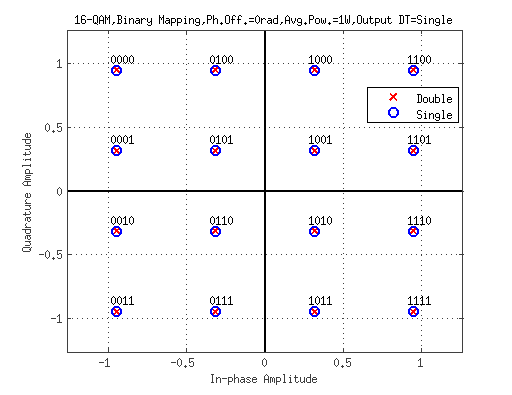 16-QAM,Binary Mapping,Ph.Off.=0rad,Avg.Pow.=1W,Output DT=Single
0000 0100 1000 1100
1
Double
Single
0.5
0001 0101 1001 1101
0
0010 0110 1010 1110
-0.5
0011 0111 1011 1111
-1
-1 -0.5 0 0.5 1
In-phase Amplitude
Quadrature Amplitude